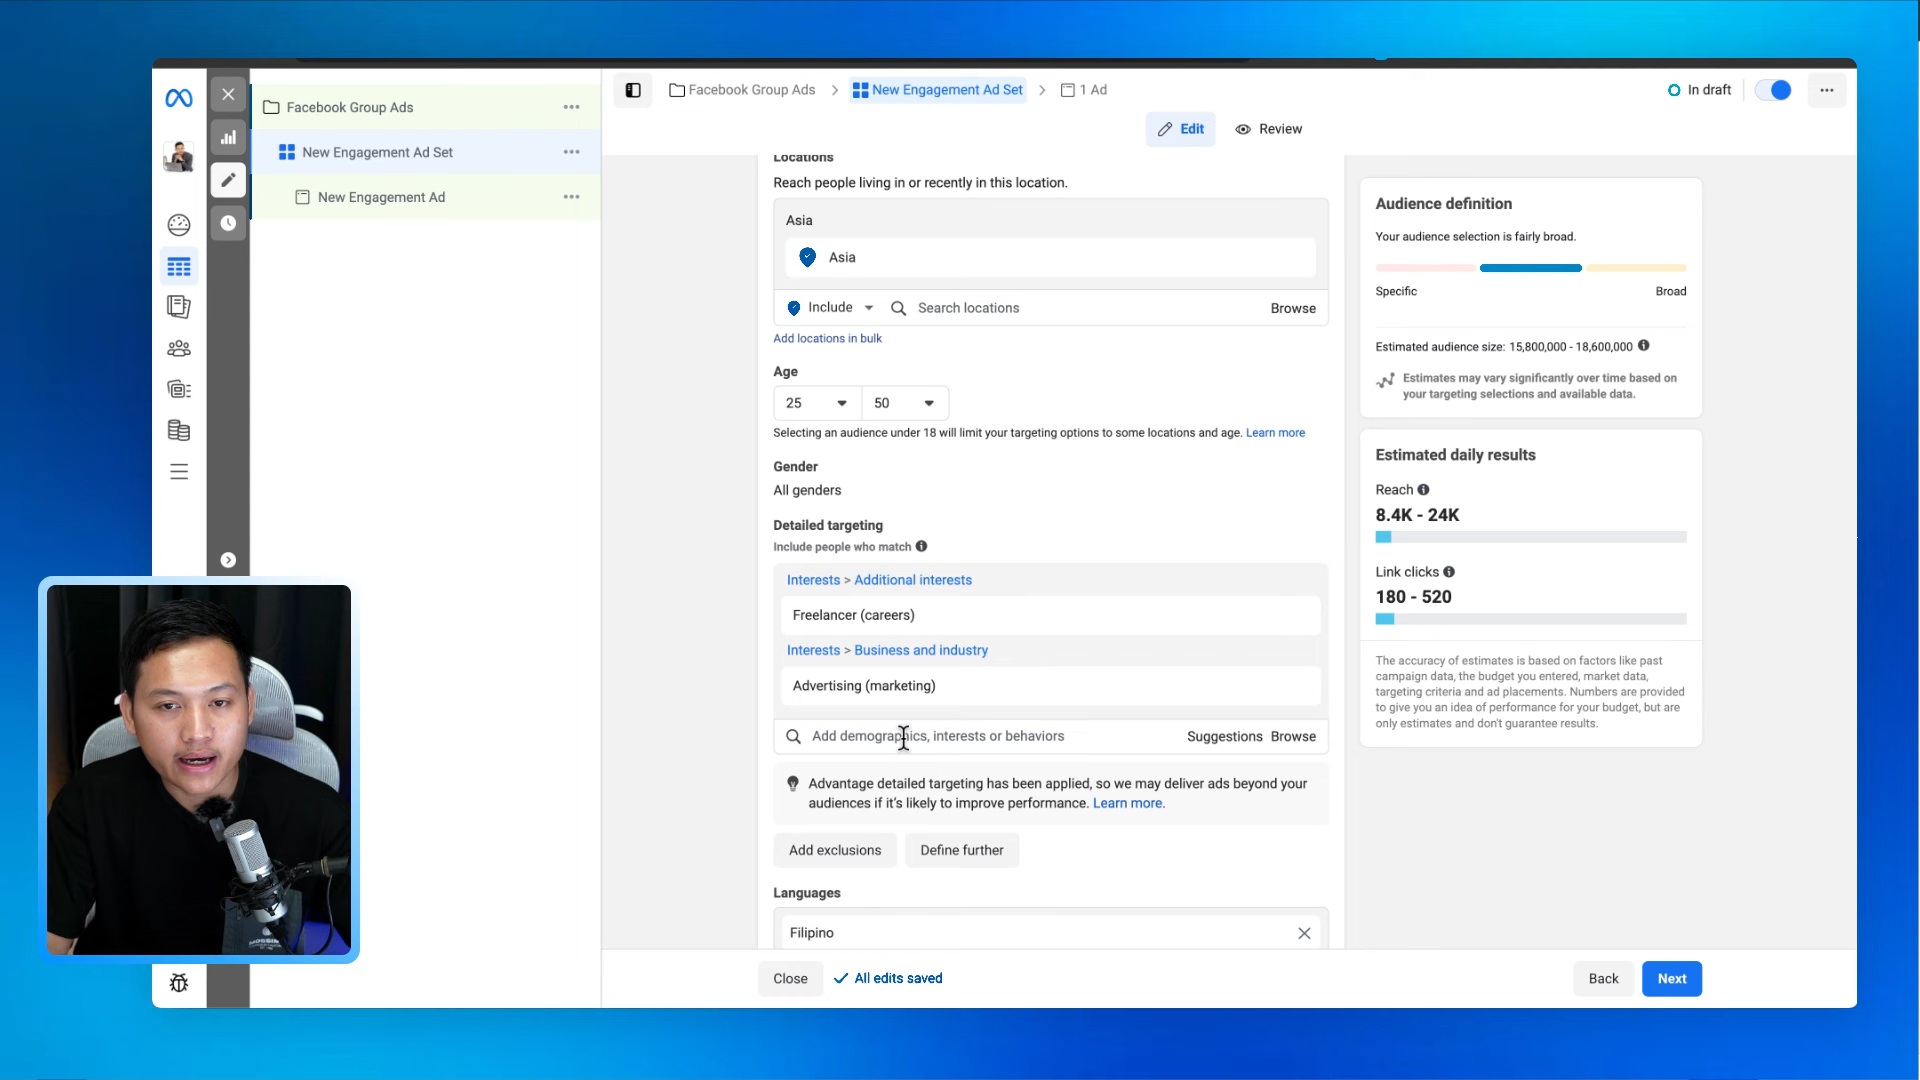 Facebook Group Ads
New Engagement Ad Set
New Engagement Ad
Facebook Group Ads
New Engagement Ad Set
1 Ad
In draft
Edit
Review
Locations
Reach people living in or recently in this location.
Asia
Asia
Include
Search locations
Browse
Add locations in bulk
Age
25
50
Selecting an audience under 18 will limit your targeting options to some locations and age. Learn more
Gender
All genders
Detailed targeting
Include people who match
Interests > Additional interests
Freelancer (careers)
Interests > Business and industry
Advertising (marketing)
Add demographics, interests or behaviors
Suggestions
Browse
Advantage detailed targeting has been applied, so we may deliver ads beyond your
audiences if it's likely to improve performance. Learn more.
Add exclusions
Define further
Languages
Filipino
Close
All edits saved
Back
Next
Audience definition
Your audience selection is fairly broad.
Specific
Broad
Estimated audience size: 15,800,000 - 18,600,000
Estimates may vary significantly over time based on
your targeting selections and available data.
Estimated daily results
Reach
8.4K - 24K
Link clicks
180 - 520
The accuracy of estimates is based on factors like past
campaign data, the budget you entered, market data,
targeting criteria and ad placements. Numbers are provided
to give you an idea of performance for your budget, but are
only estimates and don't guarantee results.